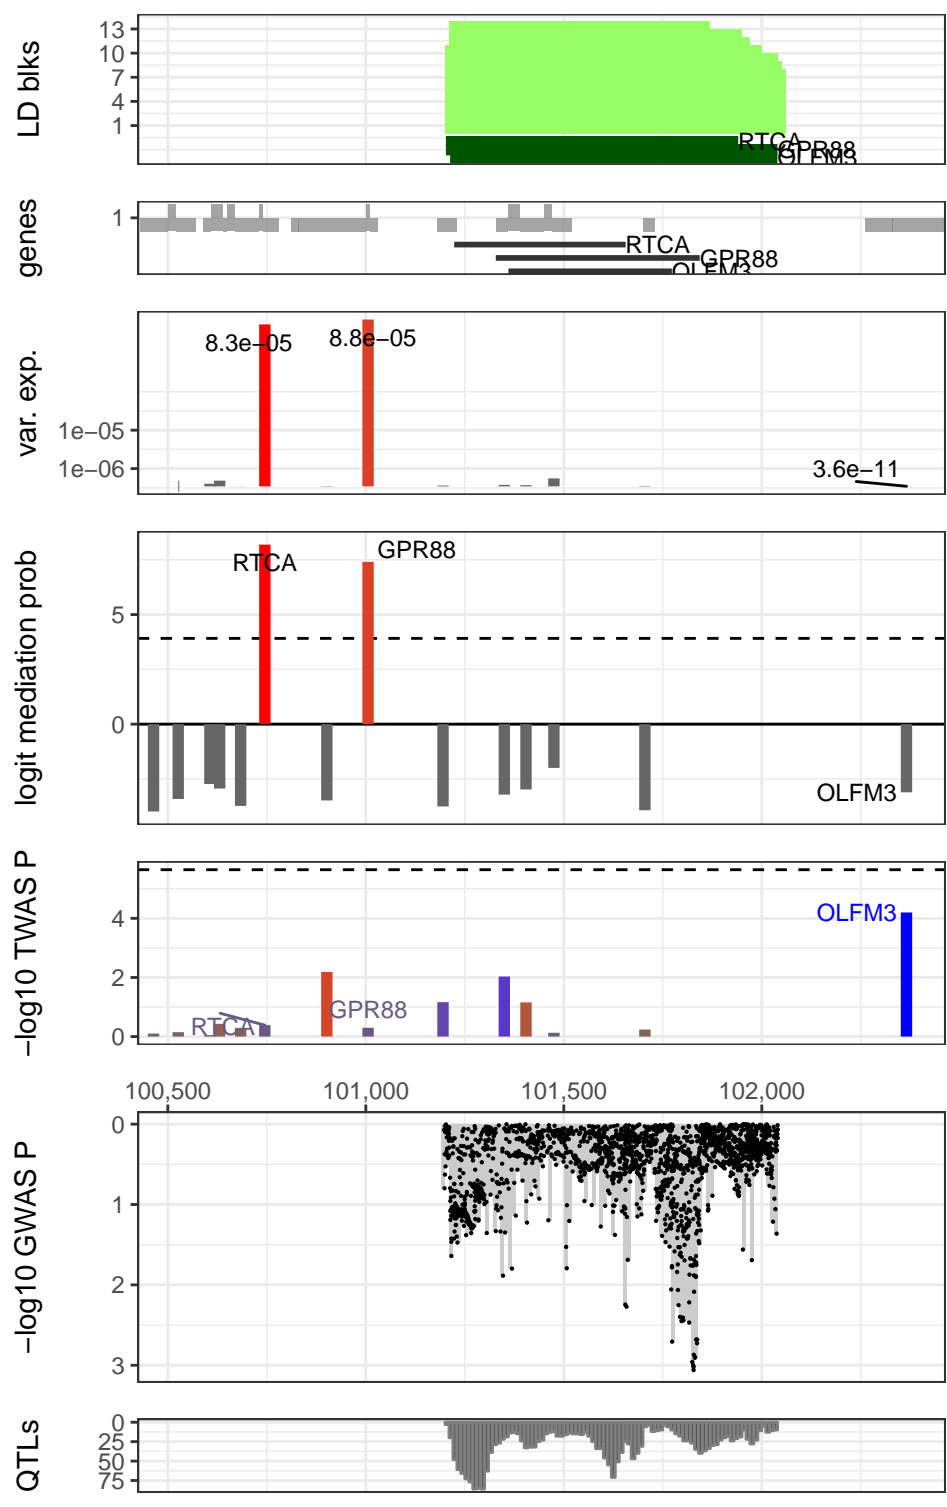 LD blks
13
10
7
4
1
RTCA
GPR88
OLFM3
genes
1
RTCA
GPR88
OLFM3
var. exp.
8.3e−05
8.8e−05
1e−05
1e−06
3.6e−11
logit mediation prob
RTCA
GPR88
5
0
OLFM3
−log10 TWAS P
OLFM3
4
2
0
RTCA
GPR88
100,500 101,000 101,500 102,000
−log10 GWAS P
0
1
2
3
QTLs
0
25
50
75